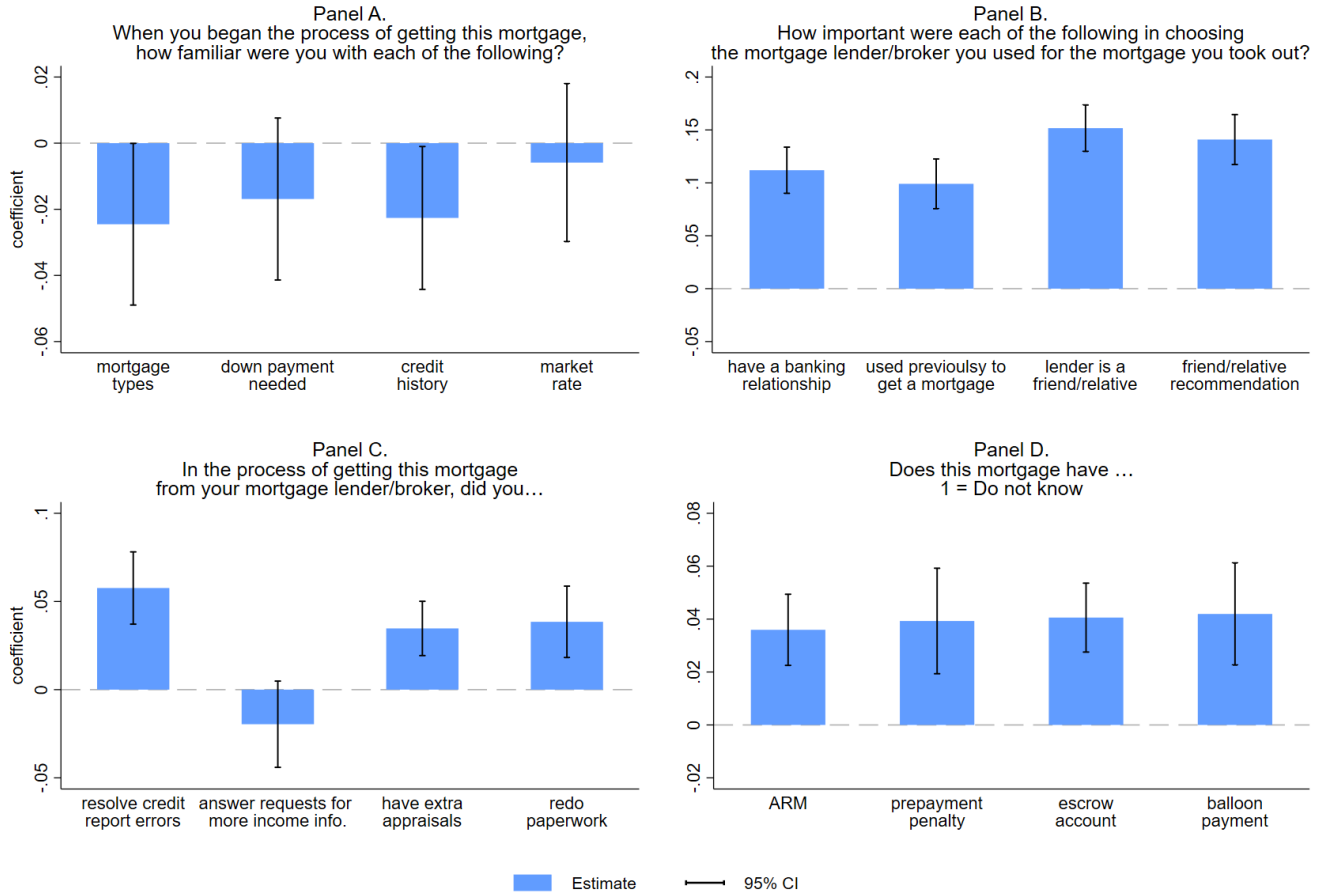 Panel A.
When you began the process of getting this mortgage,
how familiar were you with each of the following?
coefficient
.02
0
-.02
-.04
-.06
mortgage types
down payment needed
credit history
market rate
Panel B.
How important were each of the following in choosing
the mortgage lender/broker you used for the mortgage you took out?
.2
.15
.1
.05
0
-.05
have a banking relationship
used previoulsy to get a mortgage
lender is a friend/relative
friend/relative recommendation
Panel C.
In the process of getting this mortgage
from your mortgage lender/broker, did you…
coefficient
.1
.05
0
-.05
resolve credit report errors
answer requests for more income info.
have extra appraisals
redo paperwork
Panel D.
Does this mortgage have …
1 = Do not know
.08
.06
.04
.02
0
-.02
ARM
prepayment penalty
escrow account
balloon payment
Estimate
95% CI